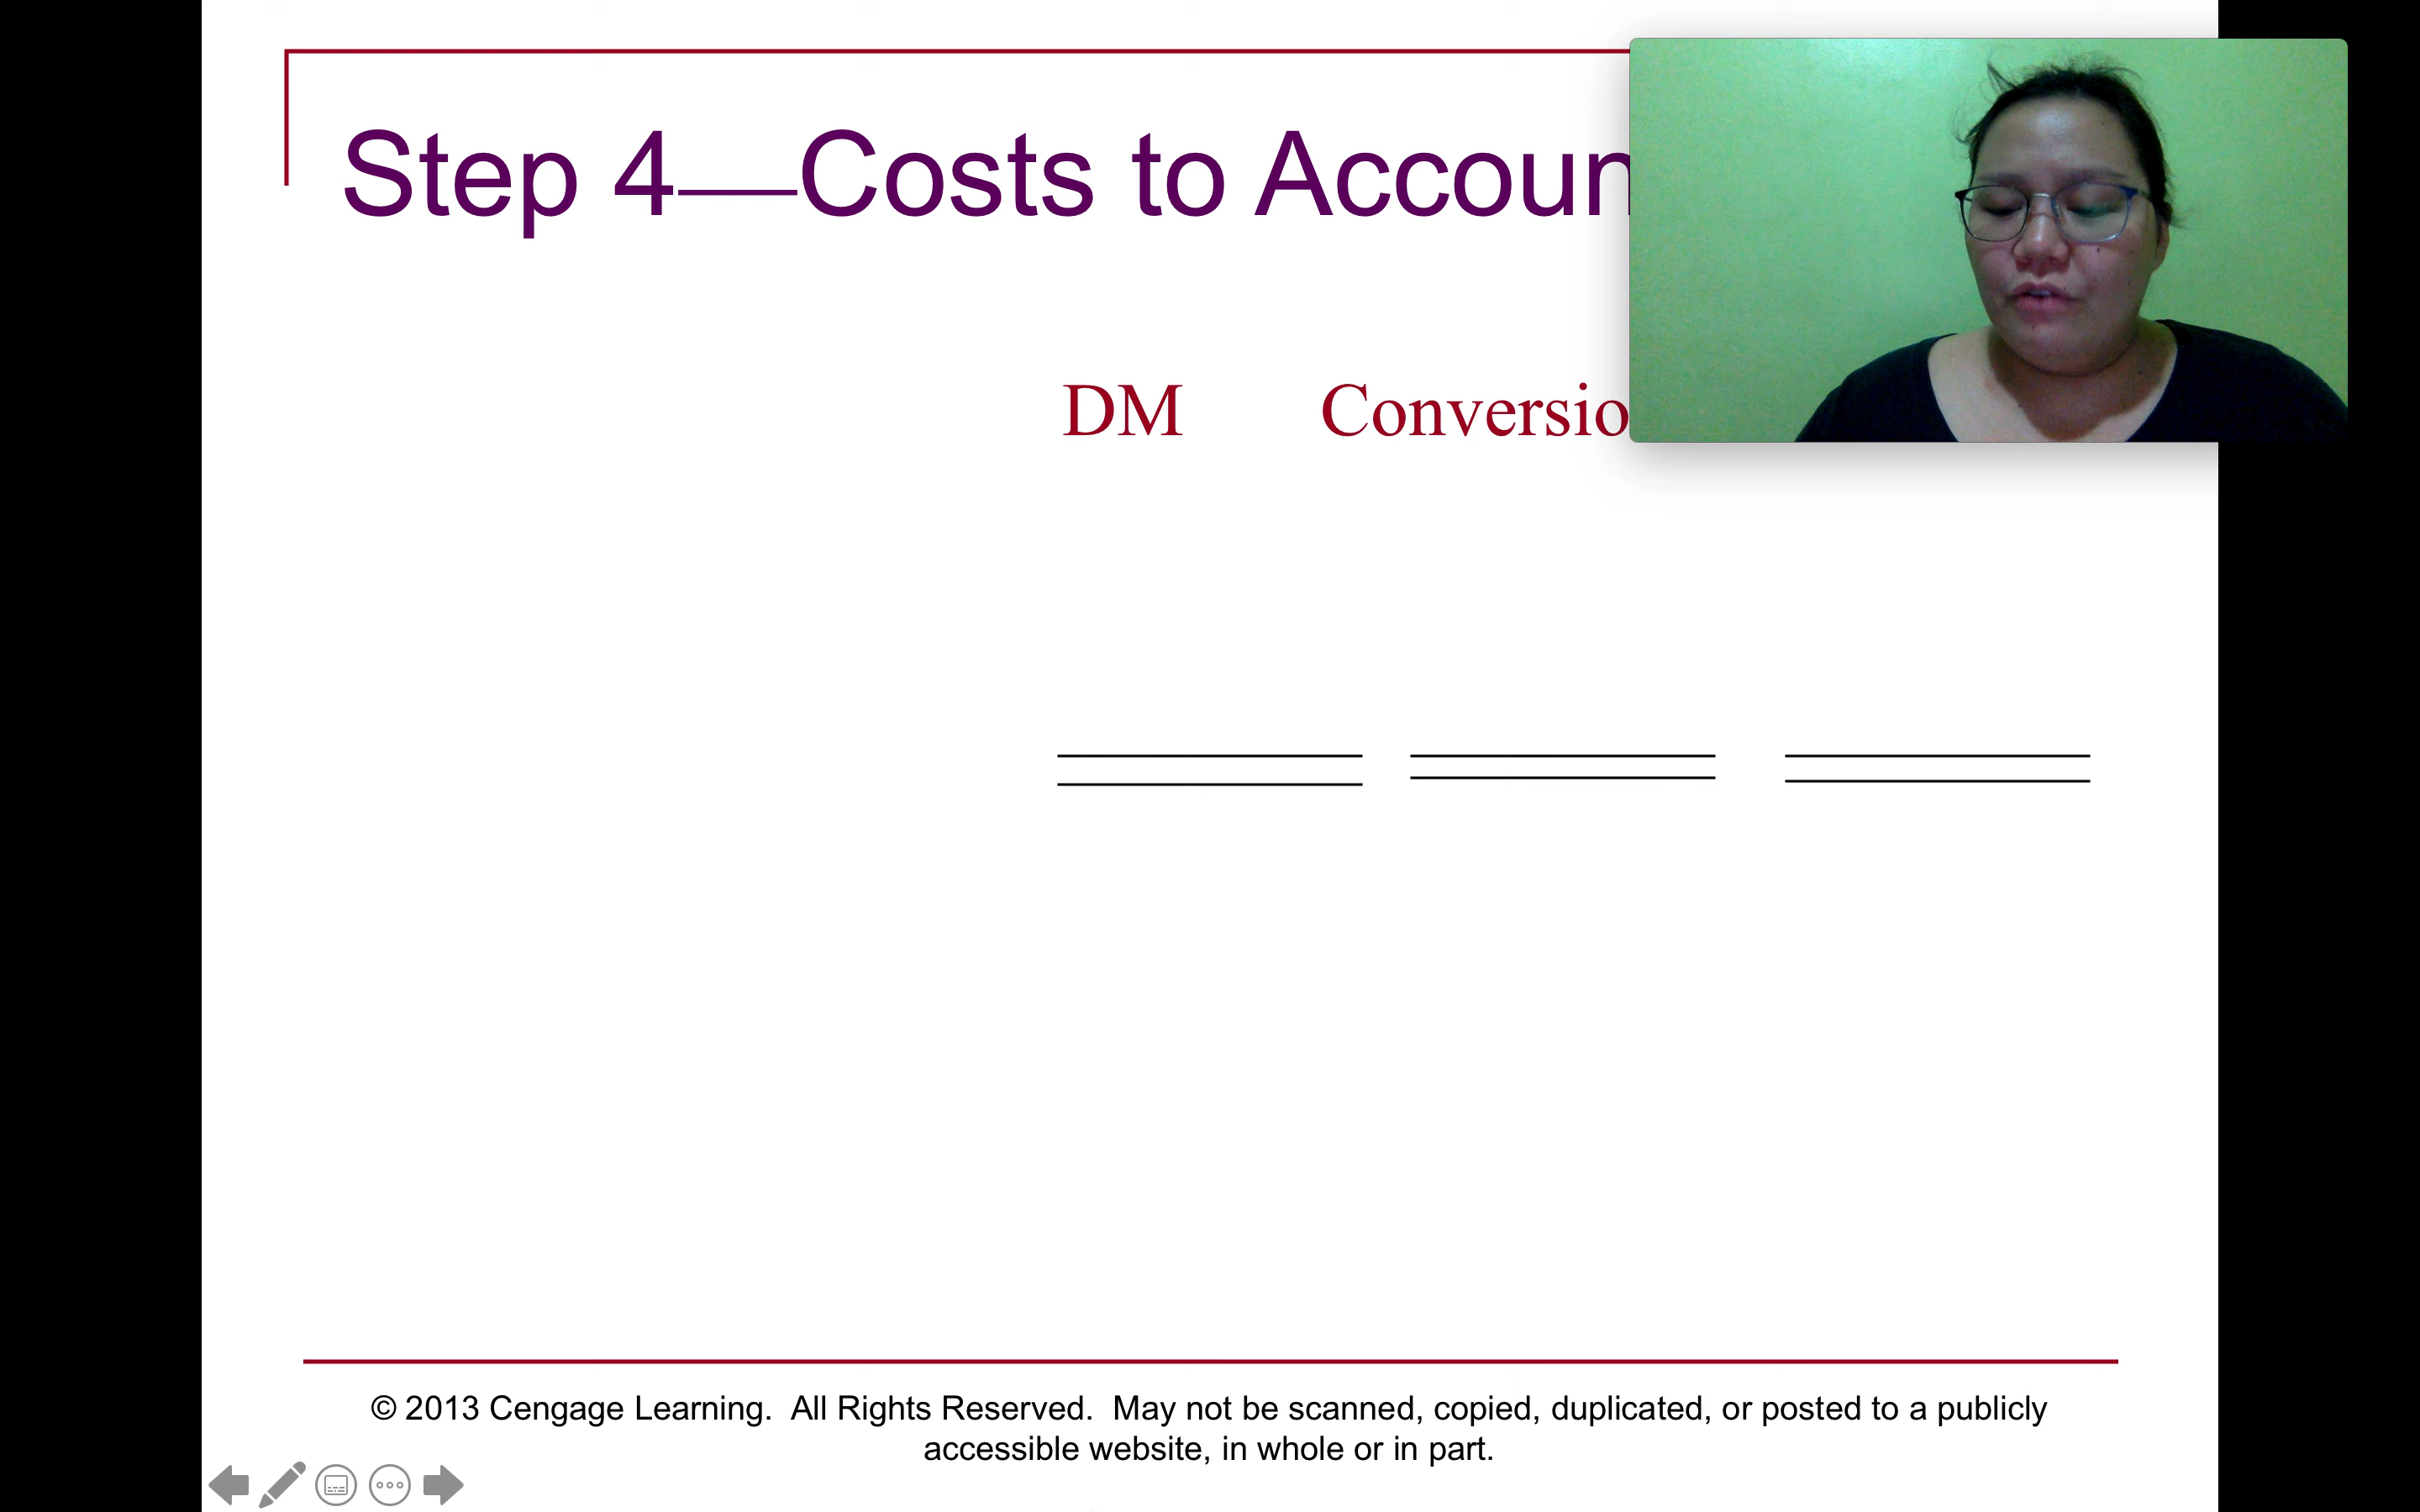 Step 4—Costs to Accoun
DM Conversio
© 2013 Cengage Learning. All Rights Reserved. May not be scanned, copied, duplicated, or posted to a publicly
accessible website, in whole or in part.